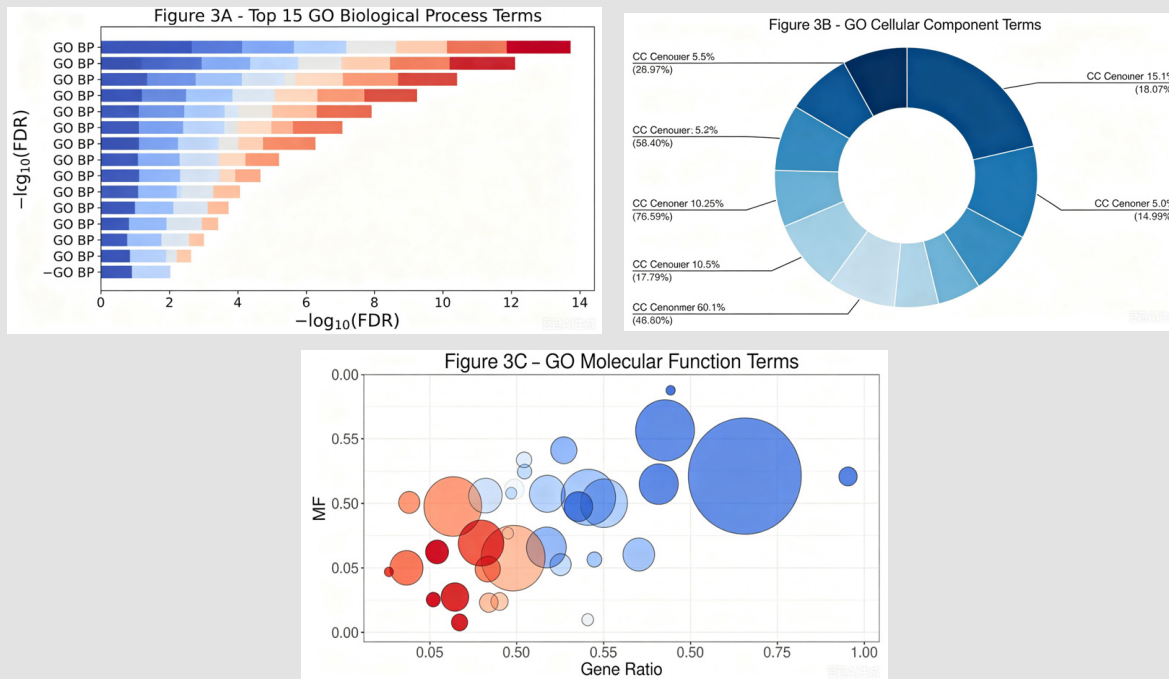 Figure 3A - Top 15 GO Biological Process Terms
−lcg10(FDR)
GO BP
GO BP
GO BP
GO BP
GO BP
GO BP
GO BP
GO BP
GO BP
GO BP
GO BP
GO BP
GO BP
GO BP
−GO BP
0 2 4 6 8 10 12 14
−log10(FDR)
Figure 3B - GO Cellular Component Terms
CC Cenouer 5.5%
(26.97%)
CC Cenouer: 5.2%
(58.40%)
CC Cenoner 10.25%
(76.59%)
CC Cenouer 10.5%
(17.79%)
CC Cenonmer 60.1%
(46.80%)
CC Cenouner 15.1%
(18.07%)
CC Cenoner 5.0%
(14.99%)
Figure 3C – GO Molecular Function Terms
MF
0.00
0.55
0.50
0.05
0.00
0.05 0.50 0.55 0.50 0.75 1.00
Gene Ratio